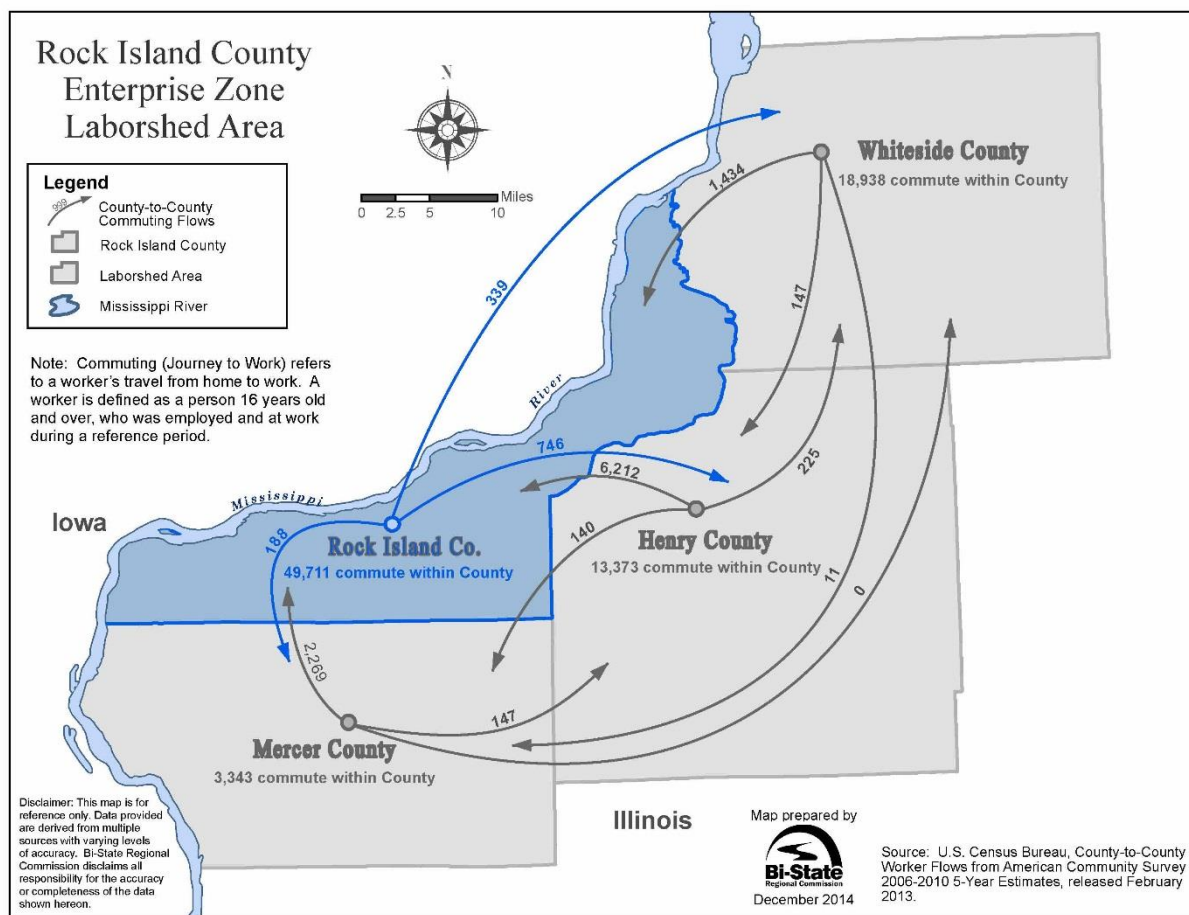 Rock Island County
Enterprise Zone
Laborshed Area
Legend
999
County-to-County
Commuting Flows
Rock Island County
Laborshed Area
Mississippi River
N
Miles
0 2.5 5 10
Note: Commuting (Journey to Work) refers
to a worker's travel from home to work. A
worker is defined as a person 16 years old
and over, who was employed and at work
during a reference period.
Whiteside County
18,938 commute within County
1,434
339
147
River
746
6,212
225
Mississippi
Iowa
188
Rock Island Co.
49,711 commute within County
140
Henry County
13,373 commute within County
11
0
2,269
147
Mercer County
3,343 commute within County
Illinois
Disclaimer: This map is for
reference only. Data provided
are derived from multiple
sources with varying levels
of accuracy. Bi-State Regional
Commission disclaims all
responsibility for the accuracy
or completeness of the data
shown hereon.
Map prepared by
Bi-State
Regional Commission
December 2014
Source: U.S. Census Bureau, County-to-County
Worker Flows from American Community Survey
2006-2010 5-Year Estimates, released February
2013.